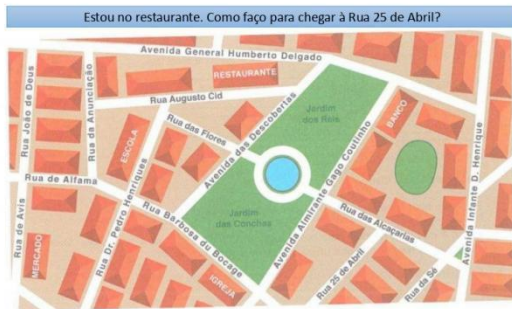 Estou no restaurante. Como faço para chegar à Rua 25 de Abril?
Avenida General Humberto Delgado
RESTAURANTE
Rua João de Deus
Rua da Anunciação
Rua Augusto Cid
Jardim
dos Reis
BANCO
ESCOLA
Rua das Flores
Avenida das Descobertas
Avenida Almirante Gago Coutinho
Avenida Infante D. Henrique
Rua de Alfama
Rua Dr. Pedro Henriques
Rua Barbosa du Bocage
Jardim
das Conchas
Rua das Alcaçarias
Rua de Avis
MERCADO
IGREJA
Rua 25 de Abril
Rua da Sé